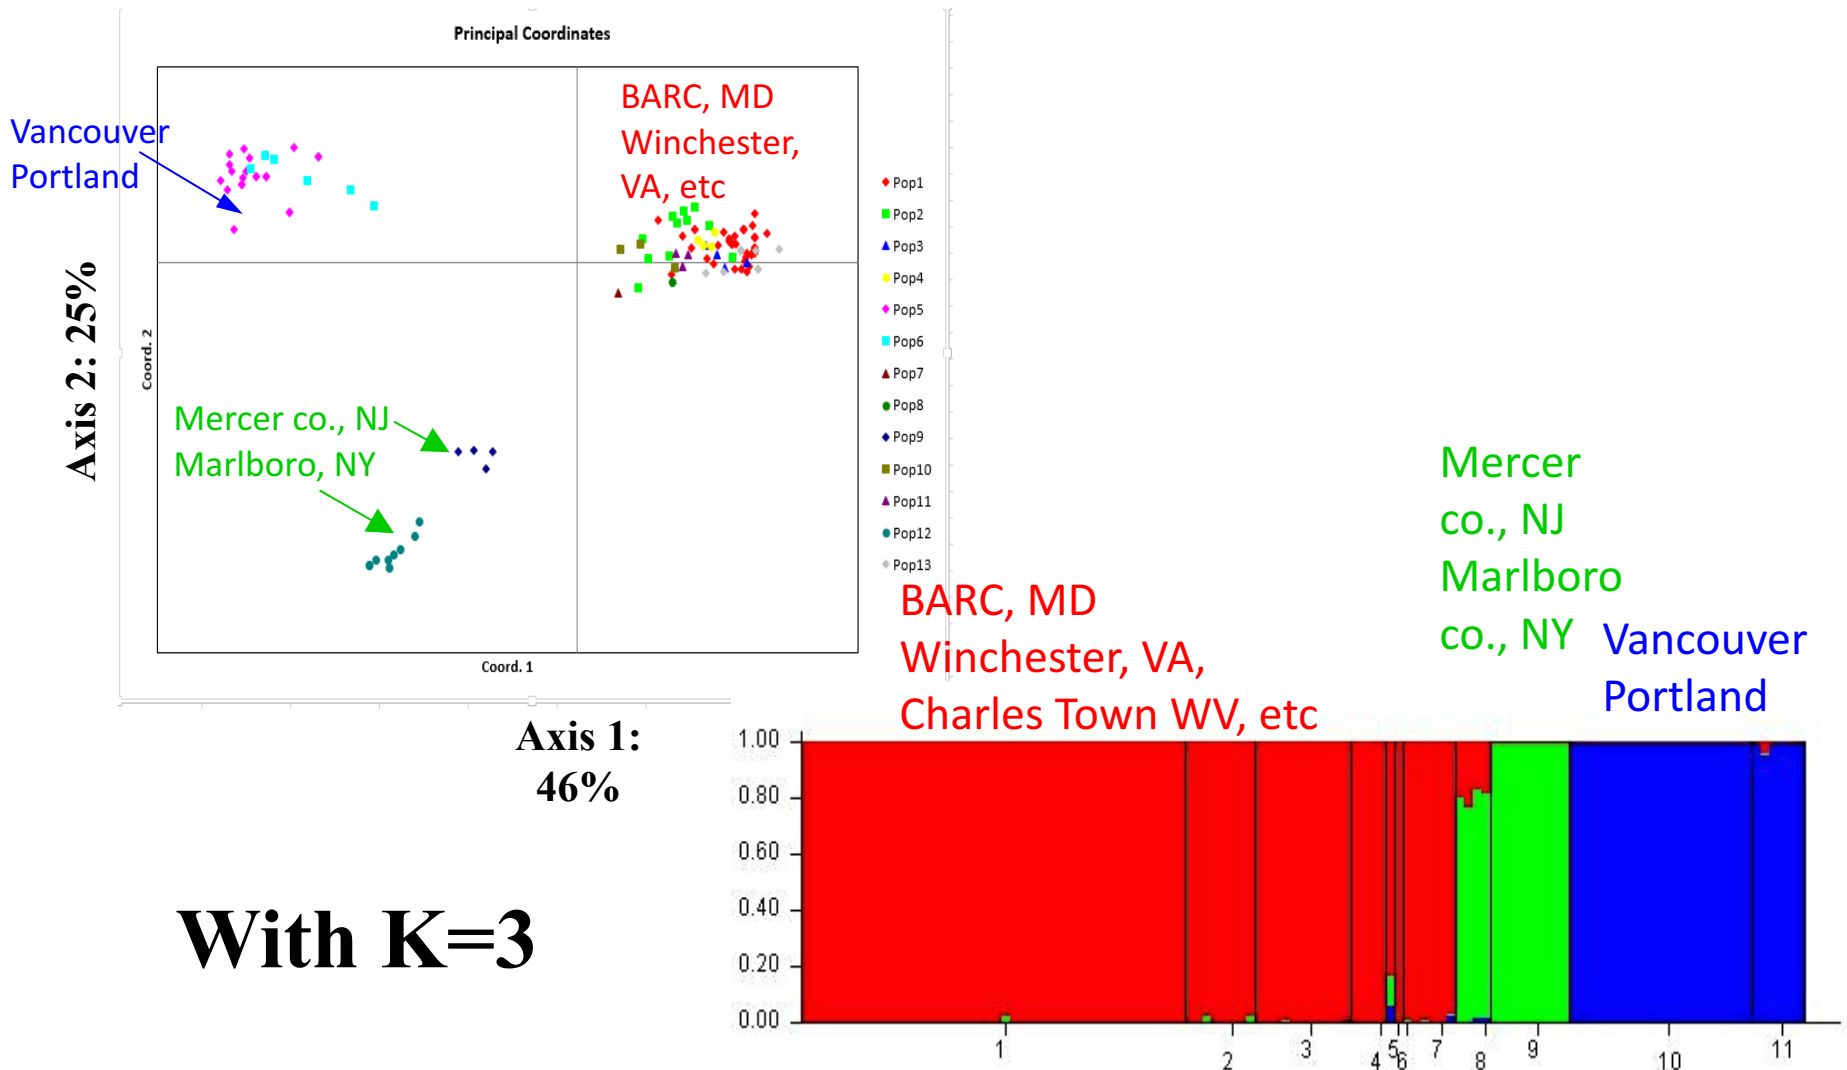 Principal Coordinates
BARC, MD
Winchester,
VA, etc
Vancouver
Portland
Pop1
Pop2
Pop3
Pop4
Pop5
Pop6
Pop7
Pop8
Pop9
Pop10
Pop11
Pop12
Pop13
Axis 2: 25%
Coord. 2
Mercer co., NJ
Marlboro, NY
Coord. 1
Axis 1:
46%
With K=3
BARC, MD
Winchester, VA,
Charles Town WV, etc
Mercer
co., NJ
Marlboro
co., NY
Vancouver
Portland
1.00
0.80
0.60
0.40
0.20
0.00
1
2
3
4
5
6
7
8
9
10
11